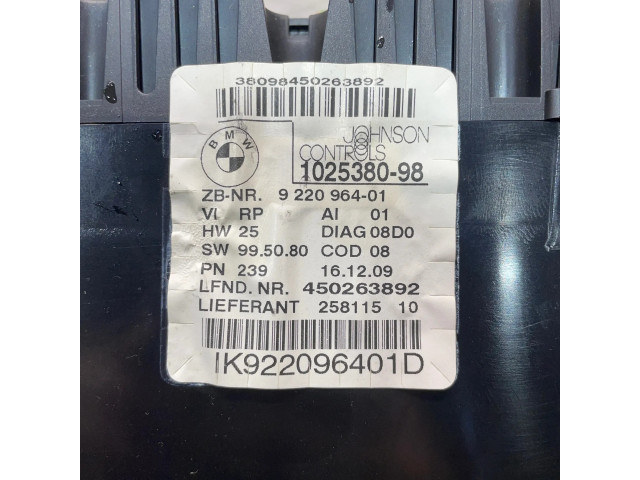 38098450263892
BMW
JOHNSON
CONTROLS
1025380-98
ZB-NR. 9 220 964-01
VI RP AI 01
HW 25 DIAG 08D0
SW 99.50.80 COD 08
PN 239 16.12.09
LFND. NR. 450263892
LIEFERANT 258115 10
IK922096401D